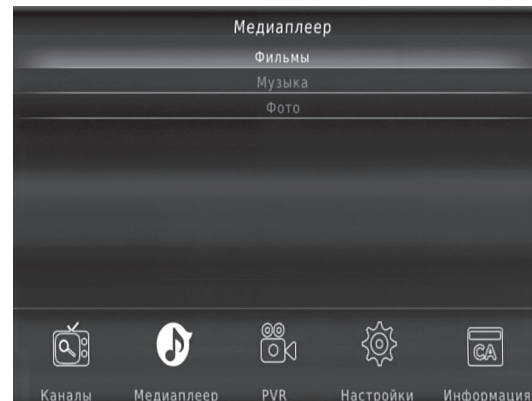 Медиаплеер
Фильмы
Музыка
Фото
CA
Каналы Медиаплеер PVR Настройки Информация